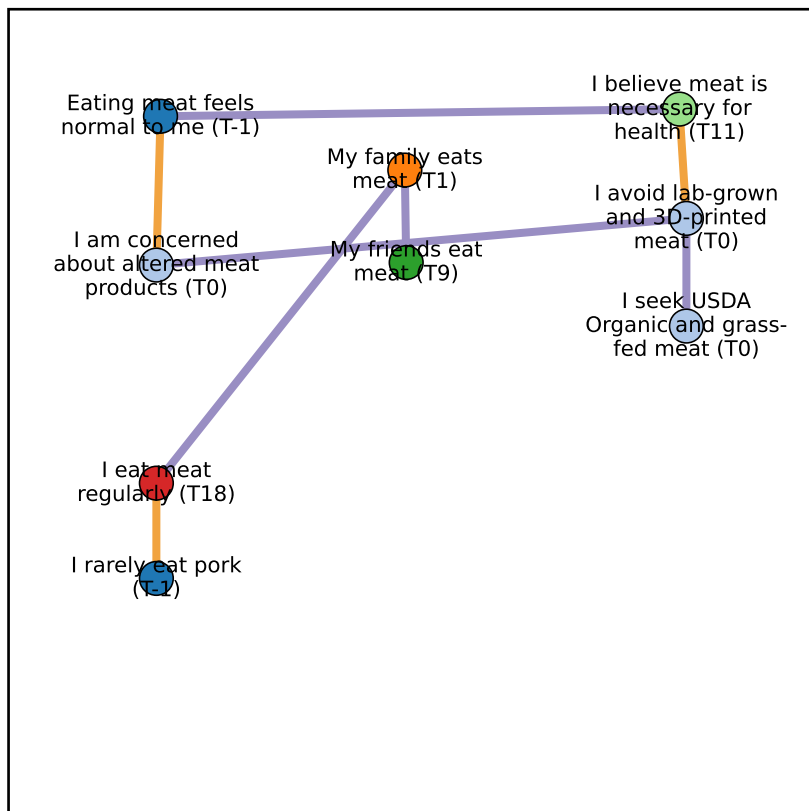 Eating meat feels
normal to me (T-1)
I believe meat is
necessary for
health (T11)
My family eats
meat (T1)
I avoid lab-grown
and 3D-printed
meat (T0)
I am concerned
about altered meat
products (T0)
My friends eat
meat (T9)
I seek USDA
Organic and grass-
fed meat (T0)
I eat meat
regularly (T18)
I rarely eat pork
(T-1)